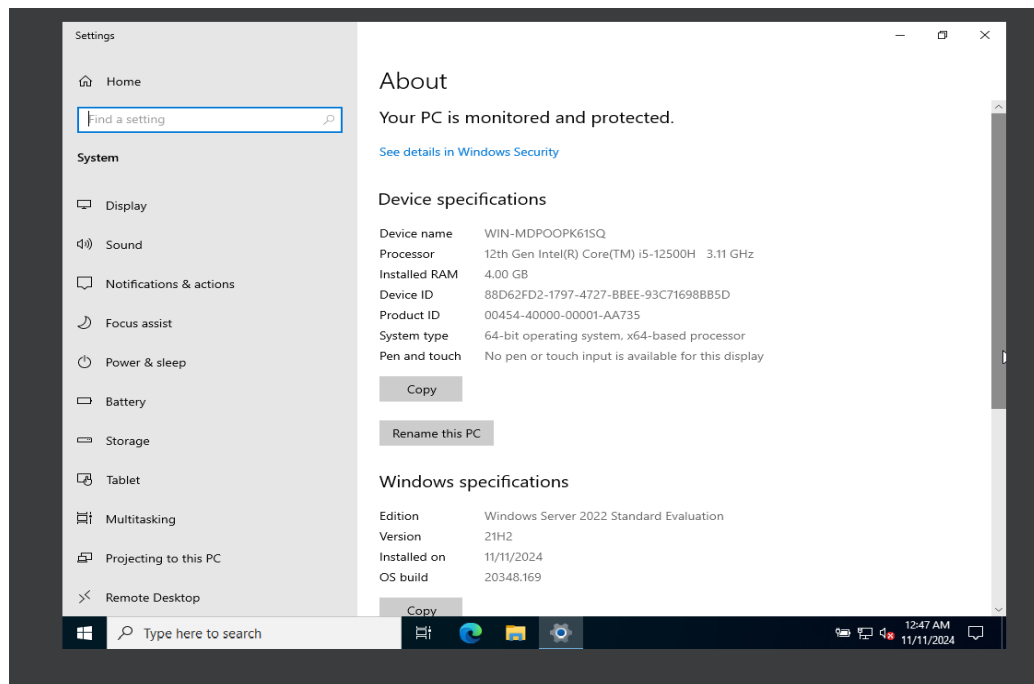 Settings
Home
Find a setting
System
Display
Sound
Notifications & actions
Focus assist
Power & sleep
Battery
Storage
Tablet
Multitasking
Projecting to this PC
Remote Desktop
About
Your PC is monitored and protected.
See details in Windows Security
Device specifications
Device name WIN-MDPOOPK61SQ
Processor 12th Gen Intel(R) Core(TM) i5-12500H 3.11 GHz
Installed RAM 4.00 GB
Device ID 88D62FD2-1797-4727-BBEE-93C71698BB5D
Product ID 00454-40000-00001-AA735
System type 64-bit operating system, x64-based processor
Pen and touch No pen or touch input is available for this display
Copy
Rename this PC
Windows specifications
Edition Windows Server 2022 Standard Evaluation
Version 21H2
Installed on 11/11/2024
OS build 20348.169
Copy
Type here to search
12:47 AM
11/11/2024